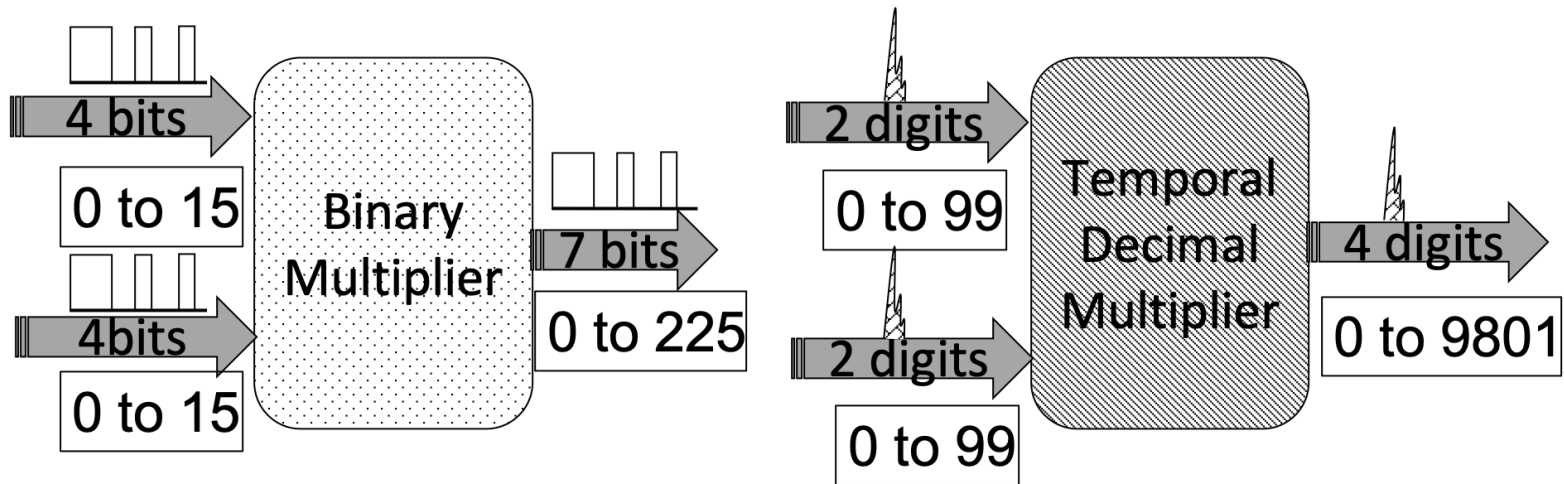 4 bits
0 to 15
4bits
0 to 15
Binary
Multiplier
7 bits
0 to 225
2 digits
0 to 99
2 digits
0 to 99
Temporal
Decimal
Multiplier
4 digits
0 to 9801